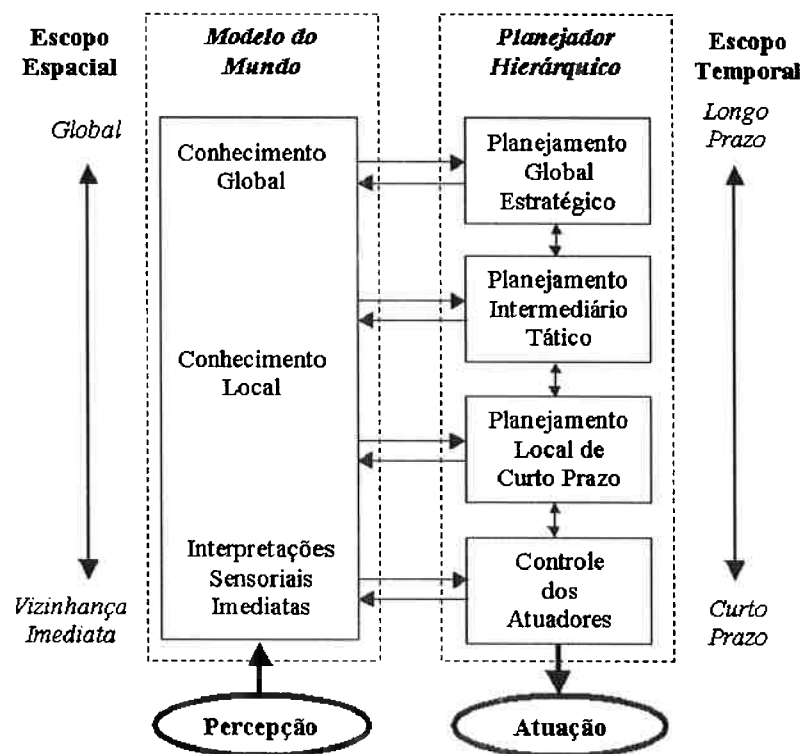 Escopo
Espacial
Global
Vizinhança
Imediata
Modelo do
Mundo
Conhecimento
Global
Conhecimento
Local
Interpretações
Sensoriais
Imediatas
Percepção
Planejador
Hierárquico
Planejamento
Global
Estratégico
Planejamento
Intermediário
Tático
Planejamento
Local de
Curto Prazo
Controle
dos
Atuadores
Atuação
Escopo
Temporal
Longo
Prazo
Curto
Prazo